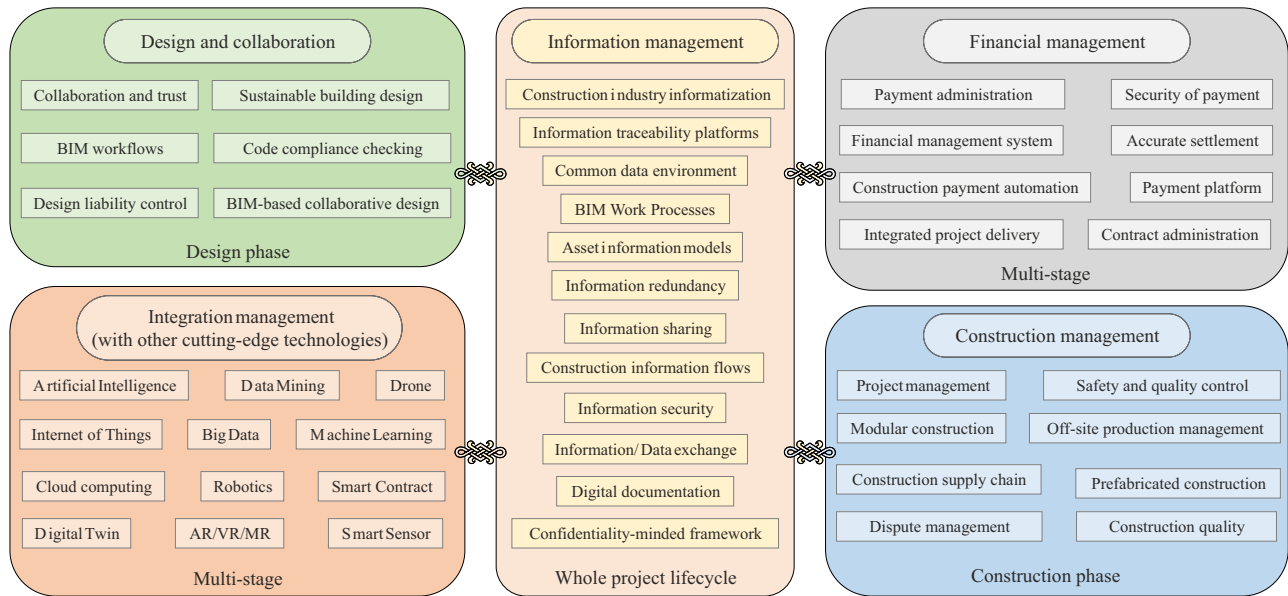 Design and collaboration
Collaboration and trust
Sustainable building design
BIM workflows
Code compliance checking
Design liability control
BIM-based collaborative design
Design phase
Integration management
(with other cutting-edge technologies)
Artificial Intelligence
Data Mining
Drone
Internet of Things
Big Data
Machine Learning
Cloud computing
Robotics
Smart Contract
Digital Twin
AR/VR/MR
Smart Sensor
Multi-stage
Information management
Construction industry informatization
Information traceability platforms
Common data environment
BIM Work Processes
Asset information models
Information redundancy
Information sharing
Construction information flows
Information security
Information/Data exchange
Digital documentation
Confidentiality-minded framework
Whole project lifecycle
Financial management
Payment administration
Security of payment
Financial management system
Accurate settlement
Construction payment automation
Payment platform
Integrated project delivery
Contract administration
Multi-stage
Construction management
Project management
Safety and quality control
Modular construction
Off-site production management
Construction supply chain
Prefabricated construction
Dispute management
Construction quality
Construction phase